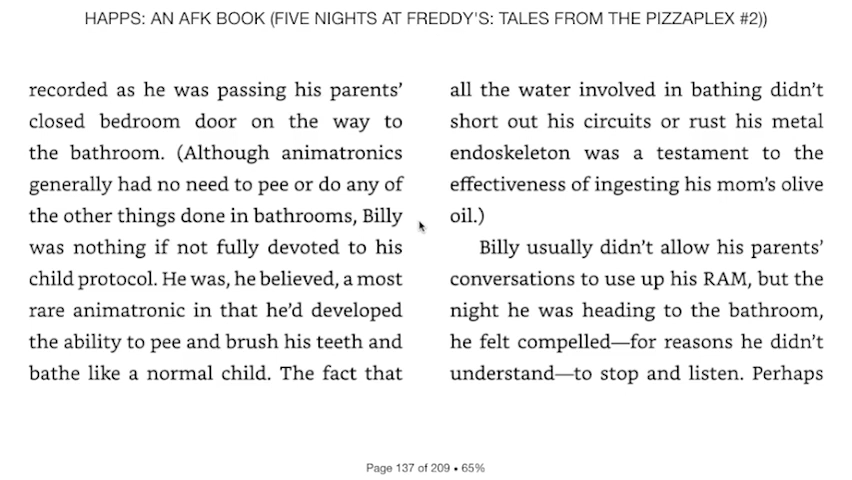 HAPPS: AN AFK BOOK (FIVE NIGHTS AT FREDDY'S: TALES FROM THE PIZZAPLEX #2))
recorded as he was passing his parents’
closed bedroom door on the way to
the bathroom. (Although animatronics
generally had no need to pee or do any of
the other things done in bathrooms, Billy
was nothing if not fully devoted to his
child protocol. He was, he believed, a most
rare animatronic in that he’d developed
the ability to pee and brush his teeth and
bathe like a normal child. The fact that
all the water involved in bathing didn’t
short out his circuits or rust his metal
endoskeleton was a testament to the
effectiveness of ingesting his mom’s olive
oil.)
Billy usually didn’t allow his parents’
conversations to use up his RAM, but the
night he was heading to the bathroom,
he felt compelled—for reasons he didn’t
understand—to stop and listen. Perhaps
Page 137 of 209 • 65%